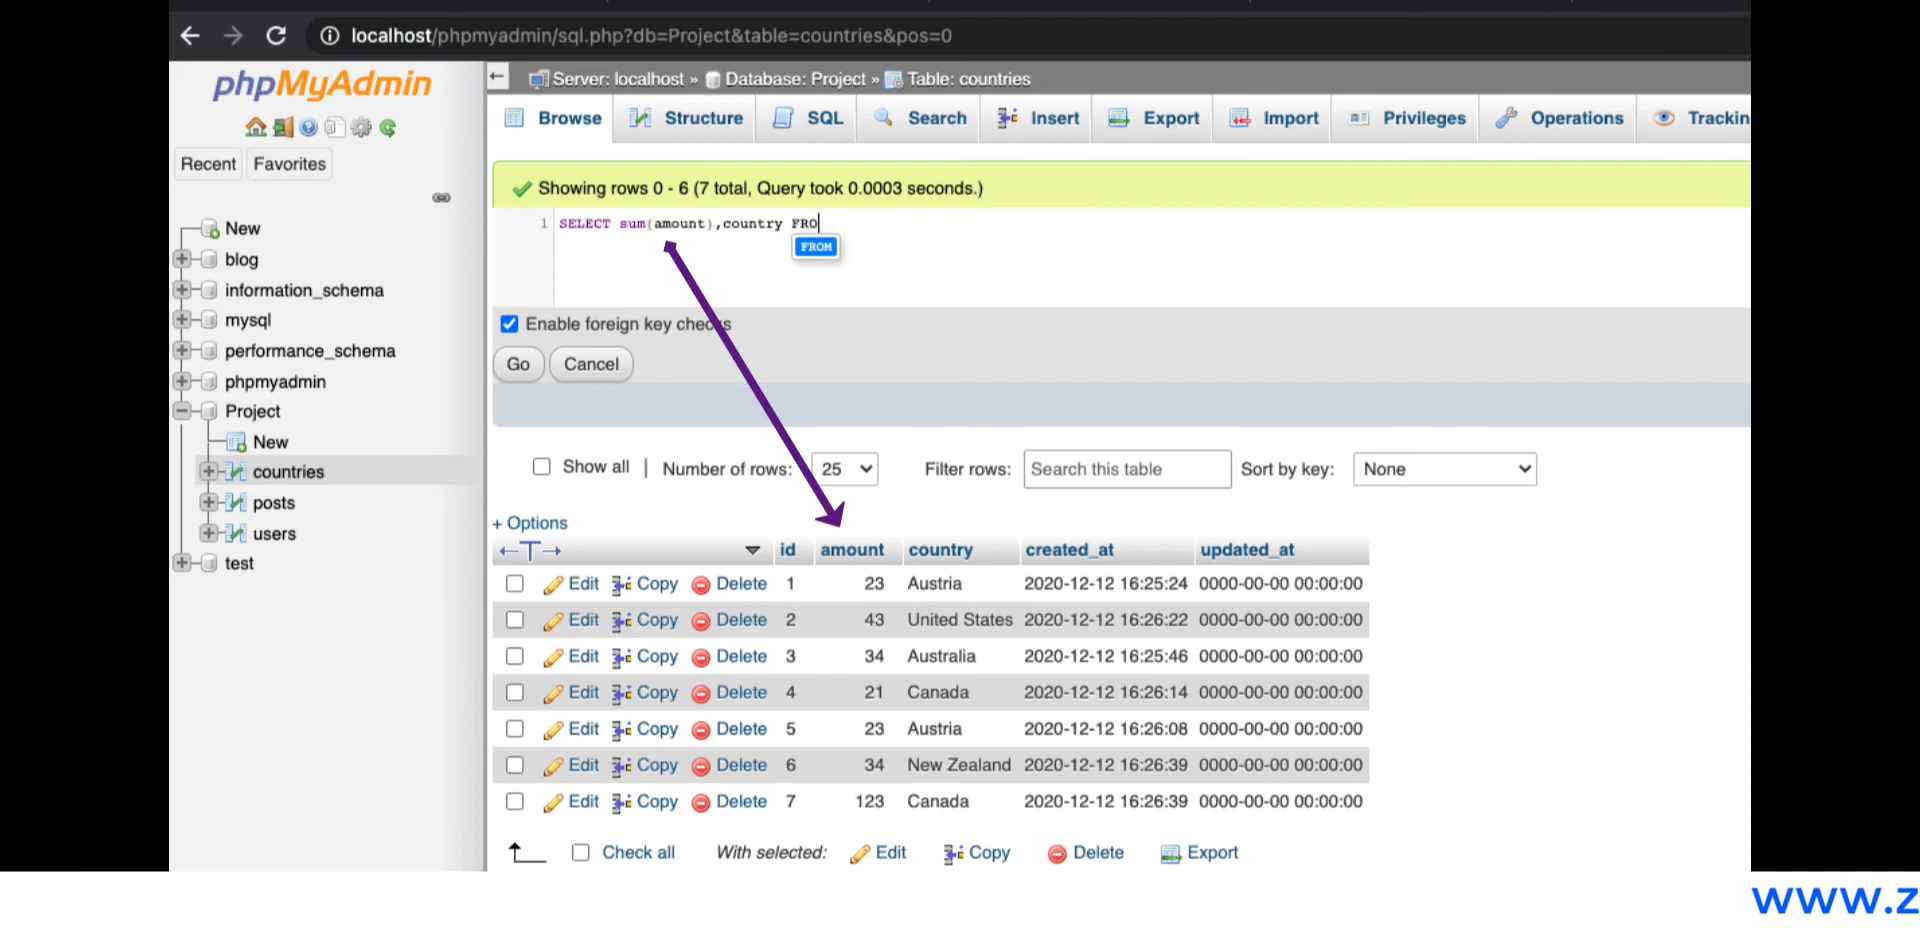 localhost/phpmyadmin/sql.php?db=Project&table=countries&pos=0
phpMyAdmin
Recent Favorites
New
blog
information_schema
mysql
performance_schema
phpmyadmin
Project
New
countries
posts
users
test
Server: localhost » Database: Project » Table: countries
Browse Structure SQL Search Insert Export Import Privileges Operations Trackin
Showing rows 0 - 6 (7 total, Query took 0.0003 seconds.)
1 SELECT sum(amount),country FRO
FROM
Enable foreign key checks
Go Cancel
Show all | Number of rows: 25 Filter rows: Search this table Sort by key: None
+ Options
←T→ id amount country created_at updated_at
Edit Copy Delete 1 23 Austria 2020-12-12 16:25:24 0000-00-00 00:00:00
Edit Copy Delete 2 43 United States 2020-12-12 16:26:22 0000-00-00 00:00:00
Edit Copy Delete 3 34 Australia 2020-12-12 16:25:46 0000-00-00 00:00:00
Edit Copy Delete 4 21 Canada 2020-12-12 16:26:14 0000-00-00 00:00:00
Edit Copy Delete 5 23 Austria 2020-12-12 16:26:08 0000-00-00 00:00:00
Edit Copy Delete 6 34 New Zealand 2020-12-12 16:26:39 0000-00-00 00:00:00
Edit Copy Delete 7 123 Canada 2020-12-12 16:26:39 0000-00-00 00:00:00
Check all With selected: Edit Copy Delete Export
www.z